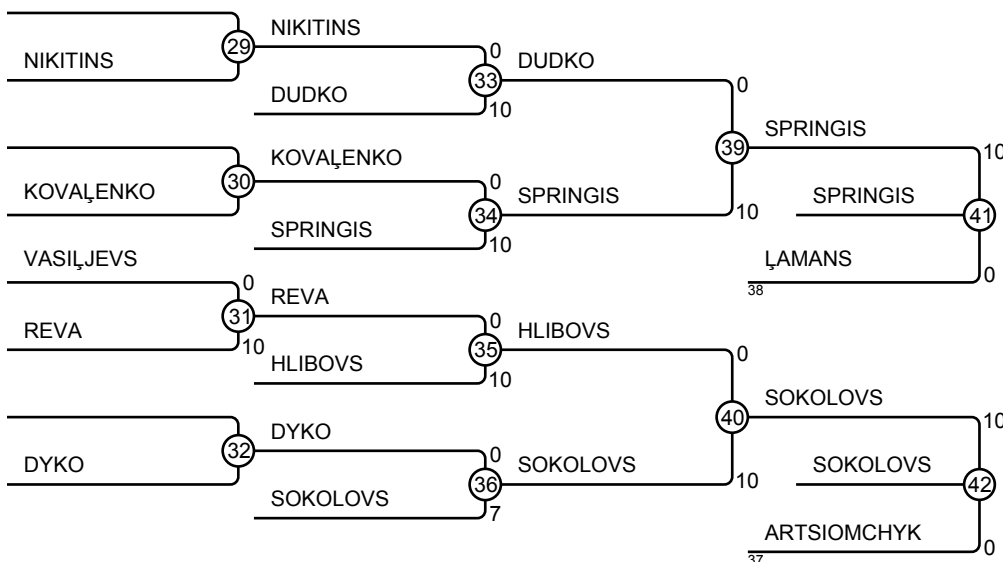 NIKITINS
29
NIKITINS
0
33
DUDKO
10
DUDKO
0
KOVAĻENKO
30
KOVAĻENKO
0
34
SPRINGIS
10
SPRINGIS
10
39
SPRINGIS
10
SPRINGIS
41
ĻAMANS
38
0
VASIĻJEVS
0
31
REVA
10
REVA
0
35
HLIBOVS
10
HLIBOVS
0
DYKO
32
DYKO
0
36
SOKOLOVS
7
SOKOLOVS
10
40
SOKOLOVS
10
SOKOLOVS
42
ARTSIOMCHYK
37
0